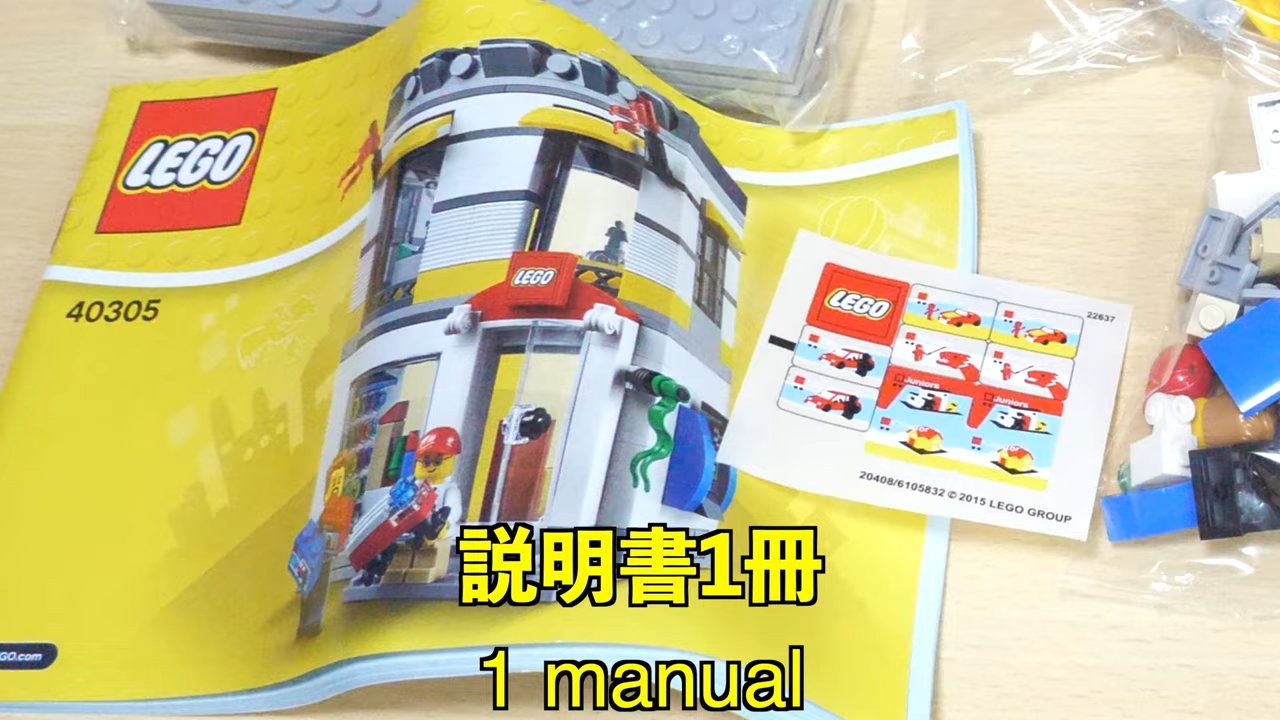 LEGO
40305
LEGO
GO.com
LEGO
22637
Juniors
Juniors
20408/6105832 © 2015 LEGO GROUP
説明書1冊
1 manual